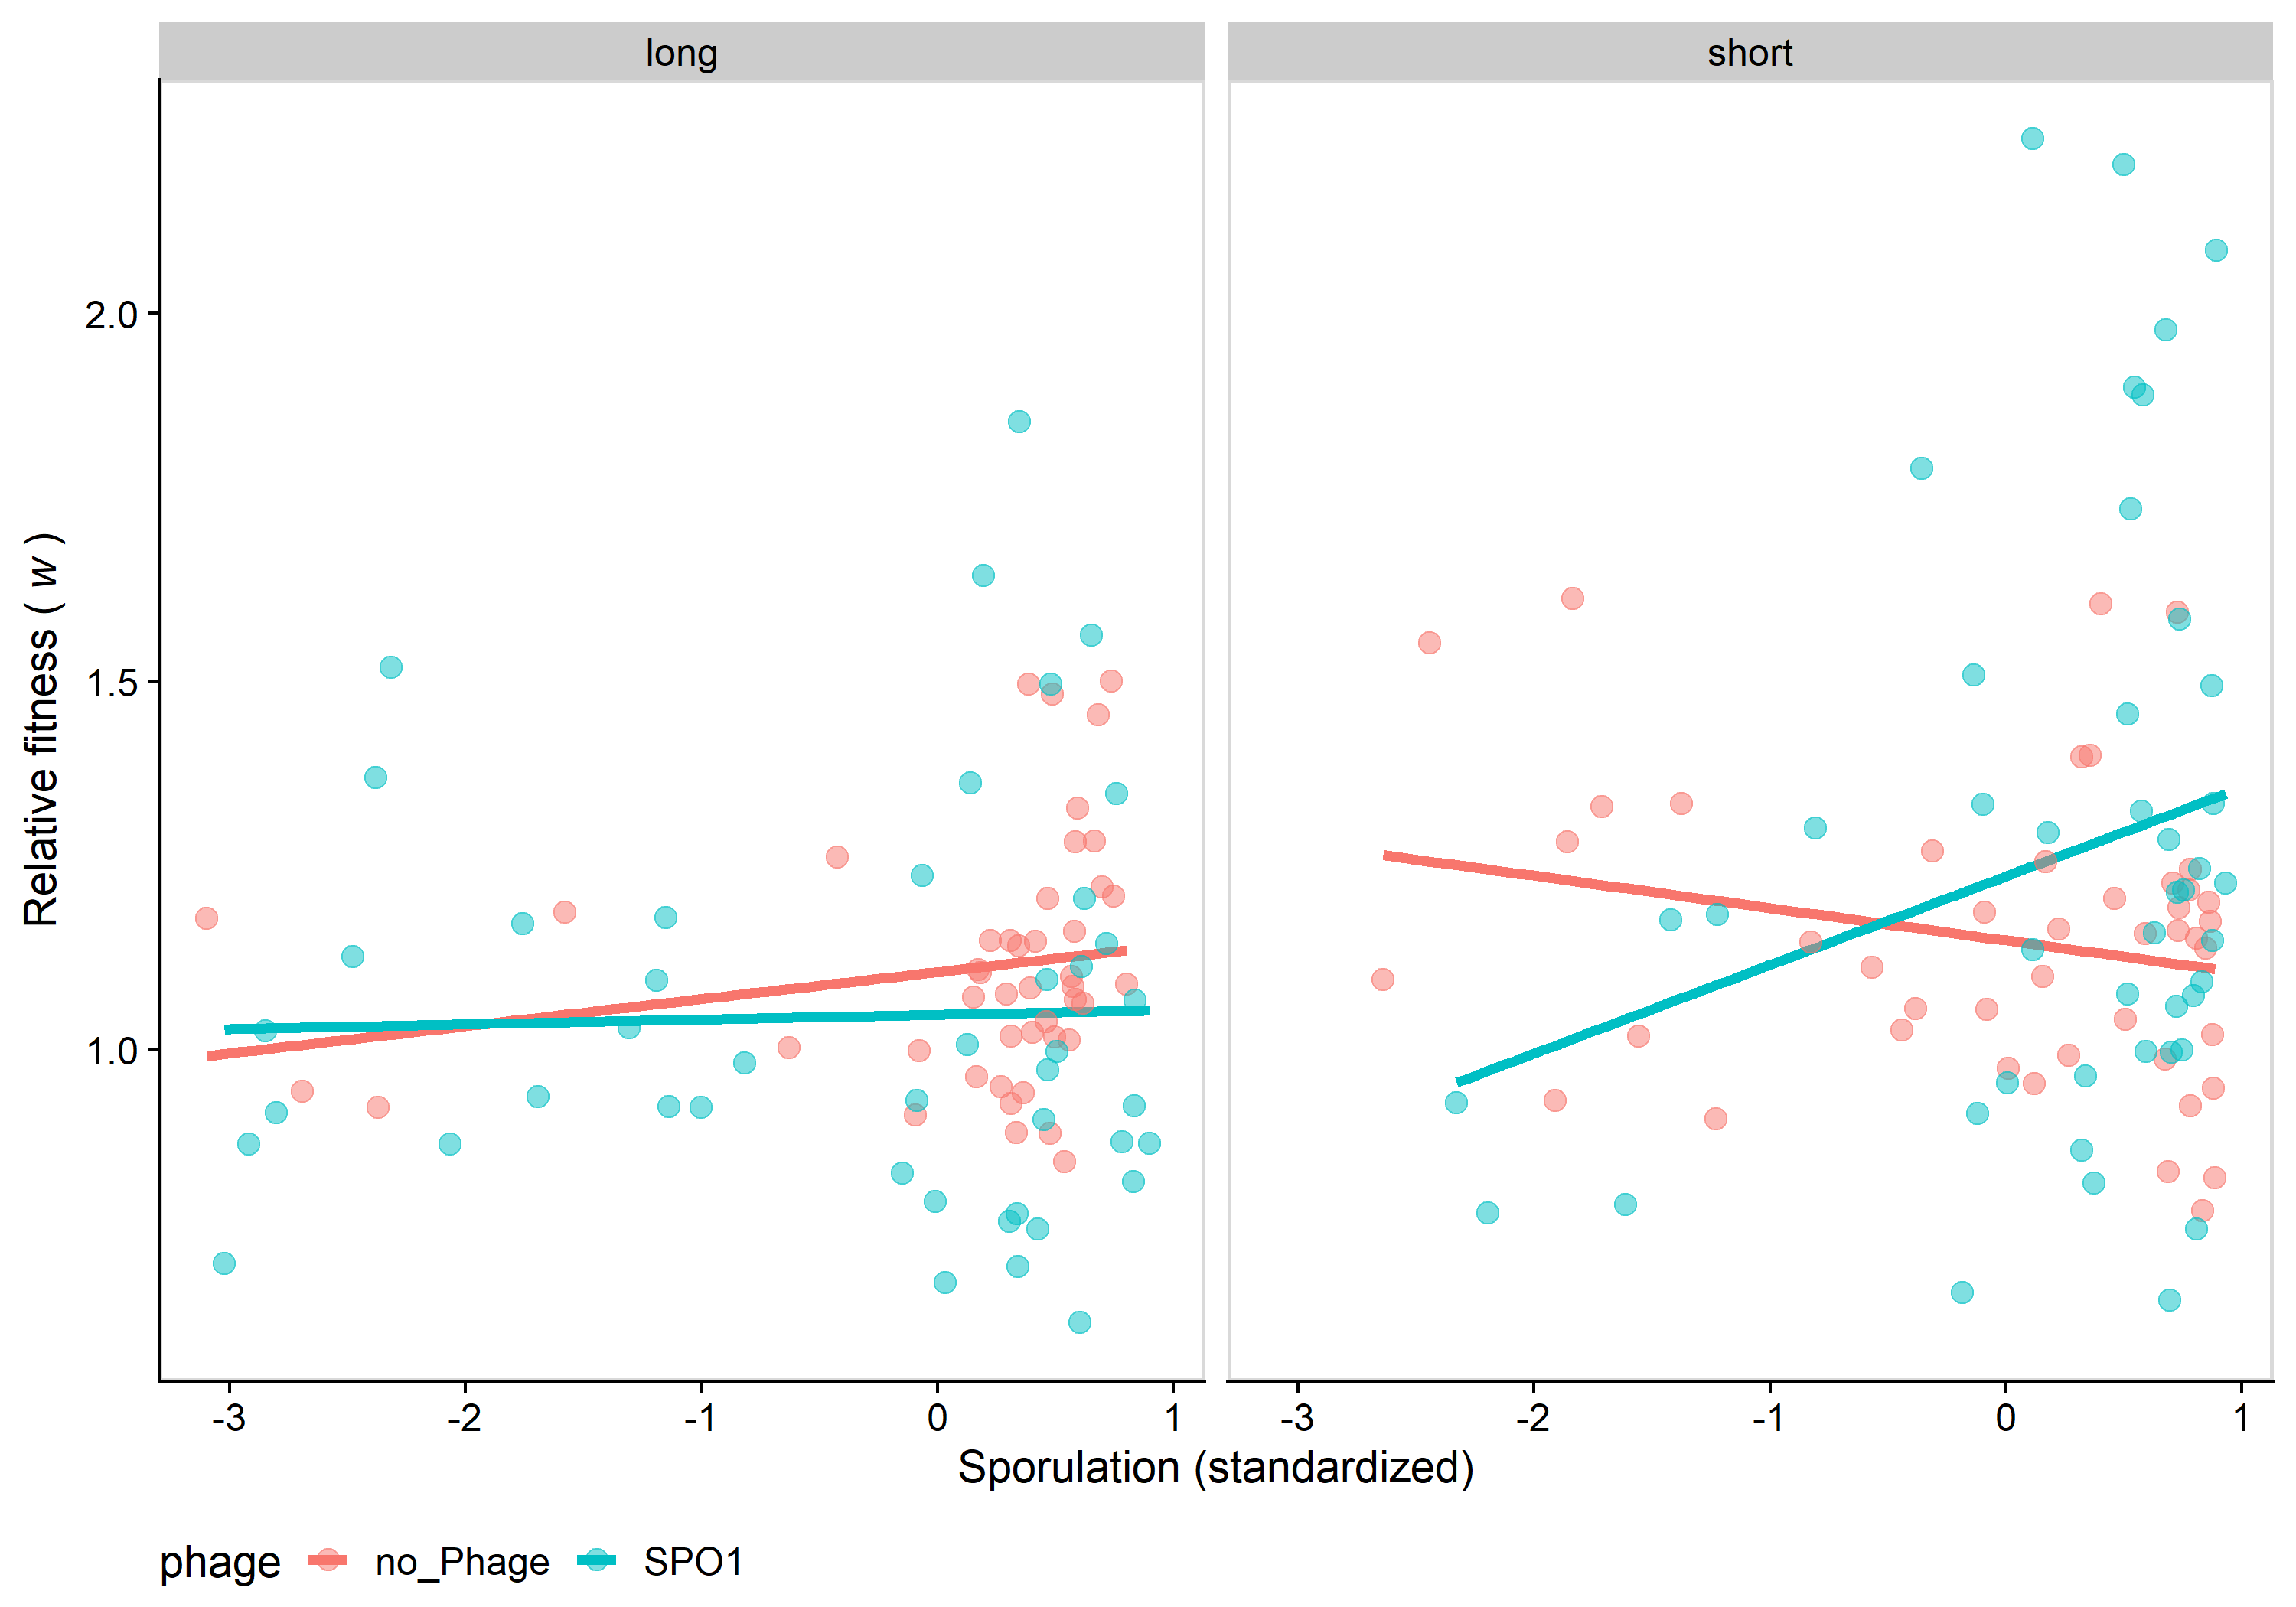 long
short
Relative fitness ( w )
2.0
1.5
1.0
-3 -2 -1 0 1
-3 -2 -1 0 1
Sporulation (standardized)
phage no_Phage SPO1